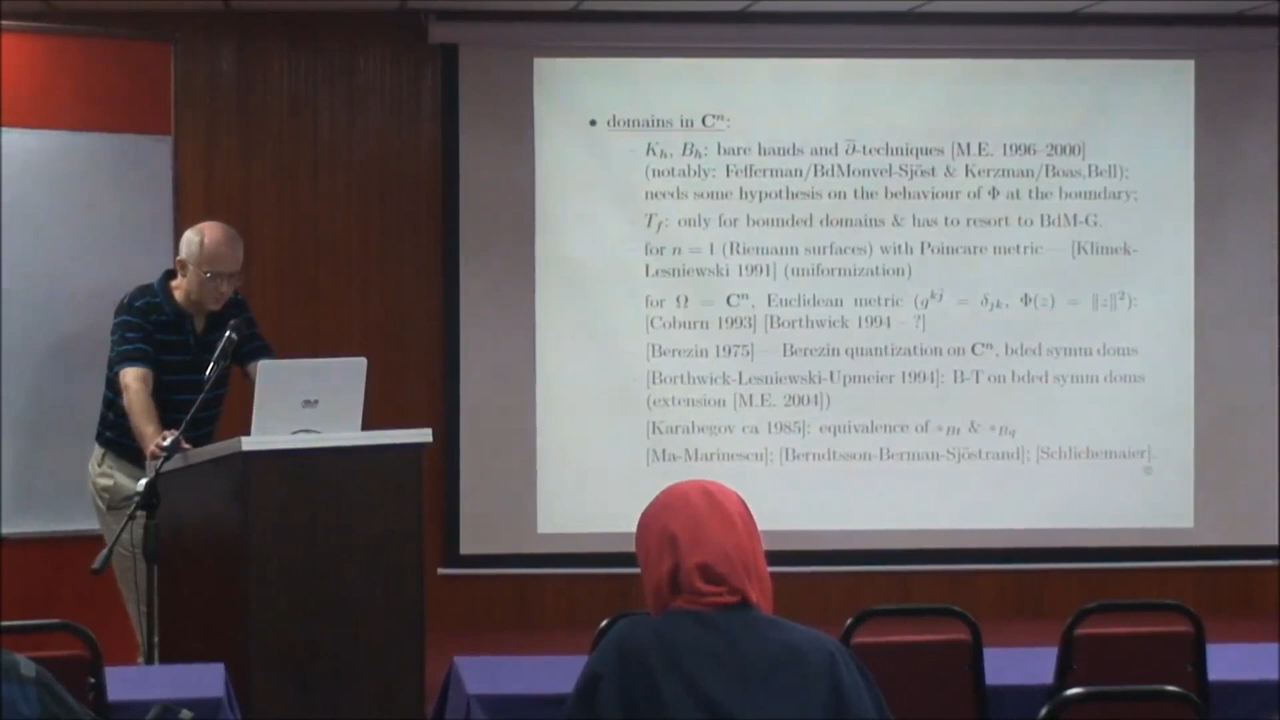 • domains in Cⁿ:
– K_h, B_h: bare hands and ∂̄-techniques [M.E. 1996–2000]
(notably: Fefferman/BdMonvel-Sjöst & Kerzman/Boas,Bell);
needs some hypothesis on the behaviour of Φ at the boundary;
T_f: only for bounded domains & has to resort to BdM-G.
for n = 1 (Riemann surfaces) with Poincare metric — [Klimek-
Lesniewski 1991] (uniformization)
for Ω = Cⁿ, Euclidean metric (g^{kj̄} = δ_{jk}, Φ(z) = ‖z‖²):
[Coburn 1993] [Borthwick 1994 – ?]
[Berezin 1975] — Berezin quantization on Cⁿ, bded symm doms
[Borthwick-Lesniewski-Upmeier 1994]: B-T on bded symm doms
(extension [M.E. 2004])
[Karabegov ca 1985]: equivalence of *_{Bt} & *_{Bq}
[Ma-Marinescu]; [Berndtsson-Berman-Sjöstrand]; [Schlichemaier].